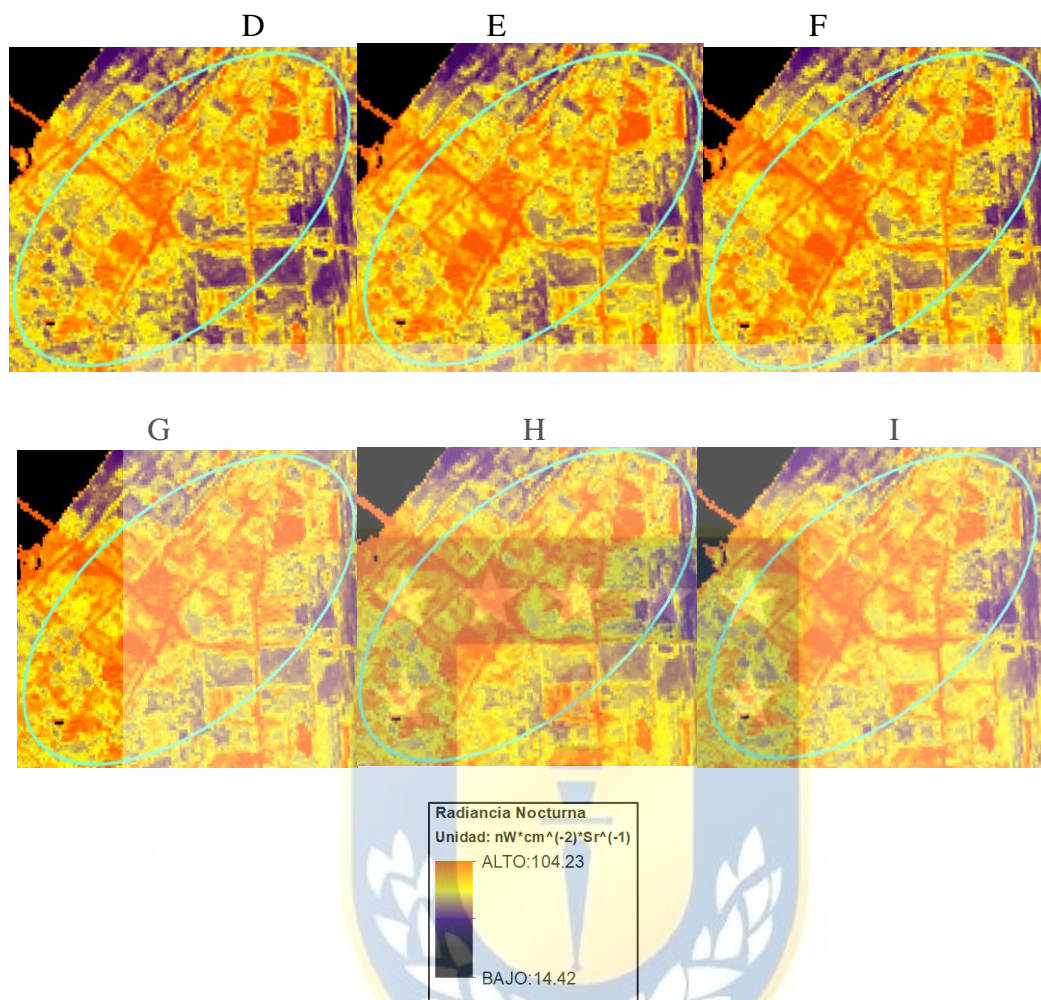 D E F
G H I
Radiancia Nocturna
Unidad: nW*cm^(-2)*Sr^(-1)
ALTO:104.23
BAJO:14.42